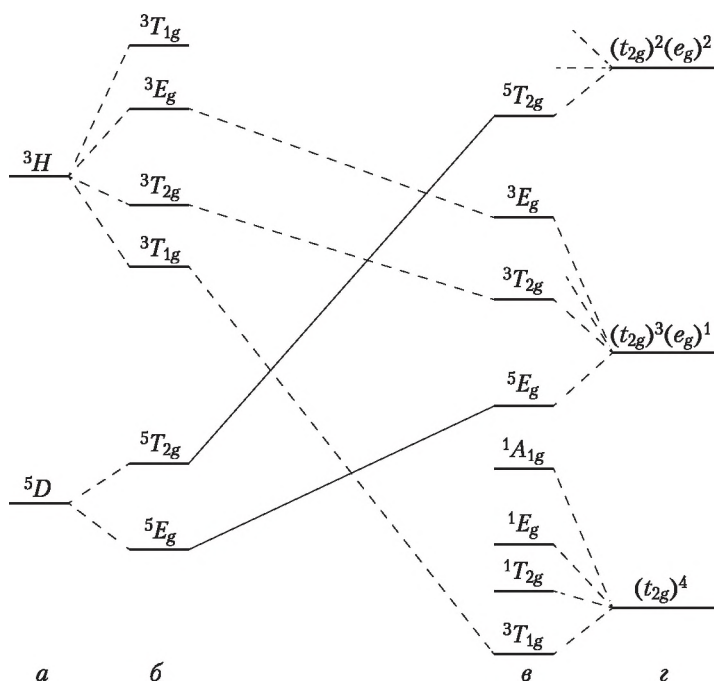 ³T₁g
³Eg
³H
³T₂g
³T₁g
⁵T₂g
⁵D
⁵Eg
(t₂g)²(eg)²
⁵T₂g
³Eg
³T₂g
(t₂g)³(eg)¹
⁵Eg
¹A₁g
¹Eg
¹T₂g
(t₂g)⁴
³T₁g
а б в г